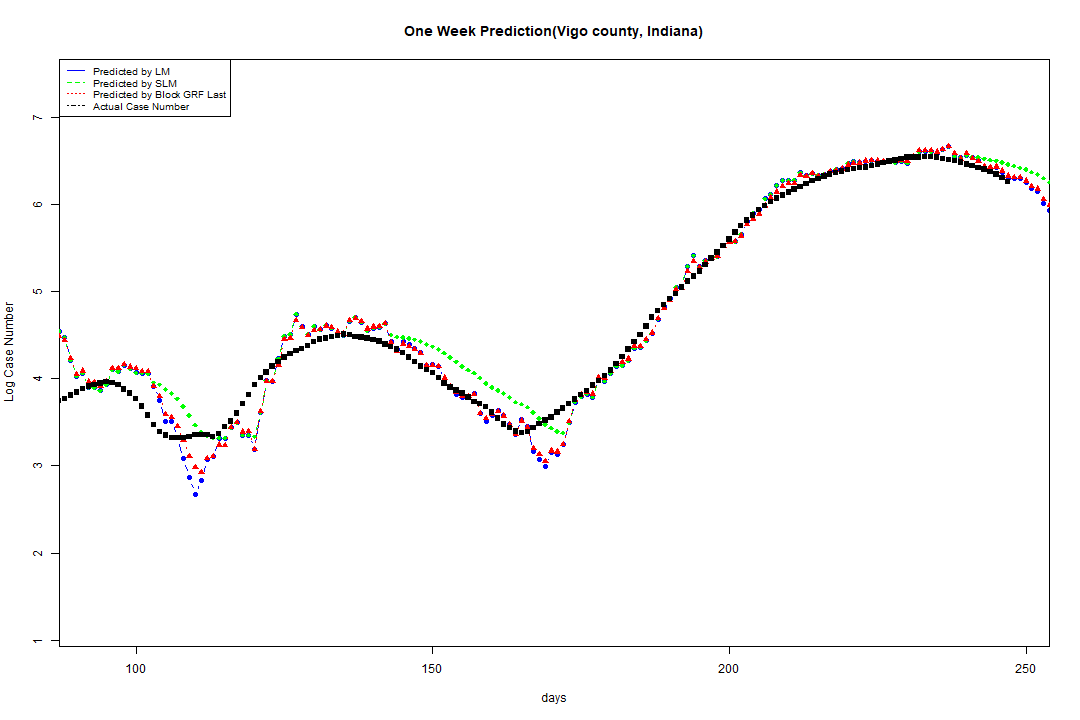 One Week Prediction(Vigo county, Indiana)
Predicted by LM
Predicted by SLM
Predicted by Block GRF Last
Actual Case Number
7
6
5
4
3
2
1
Log Case Number
100 150 200 250
days